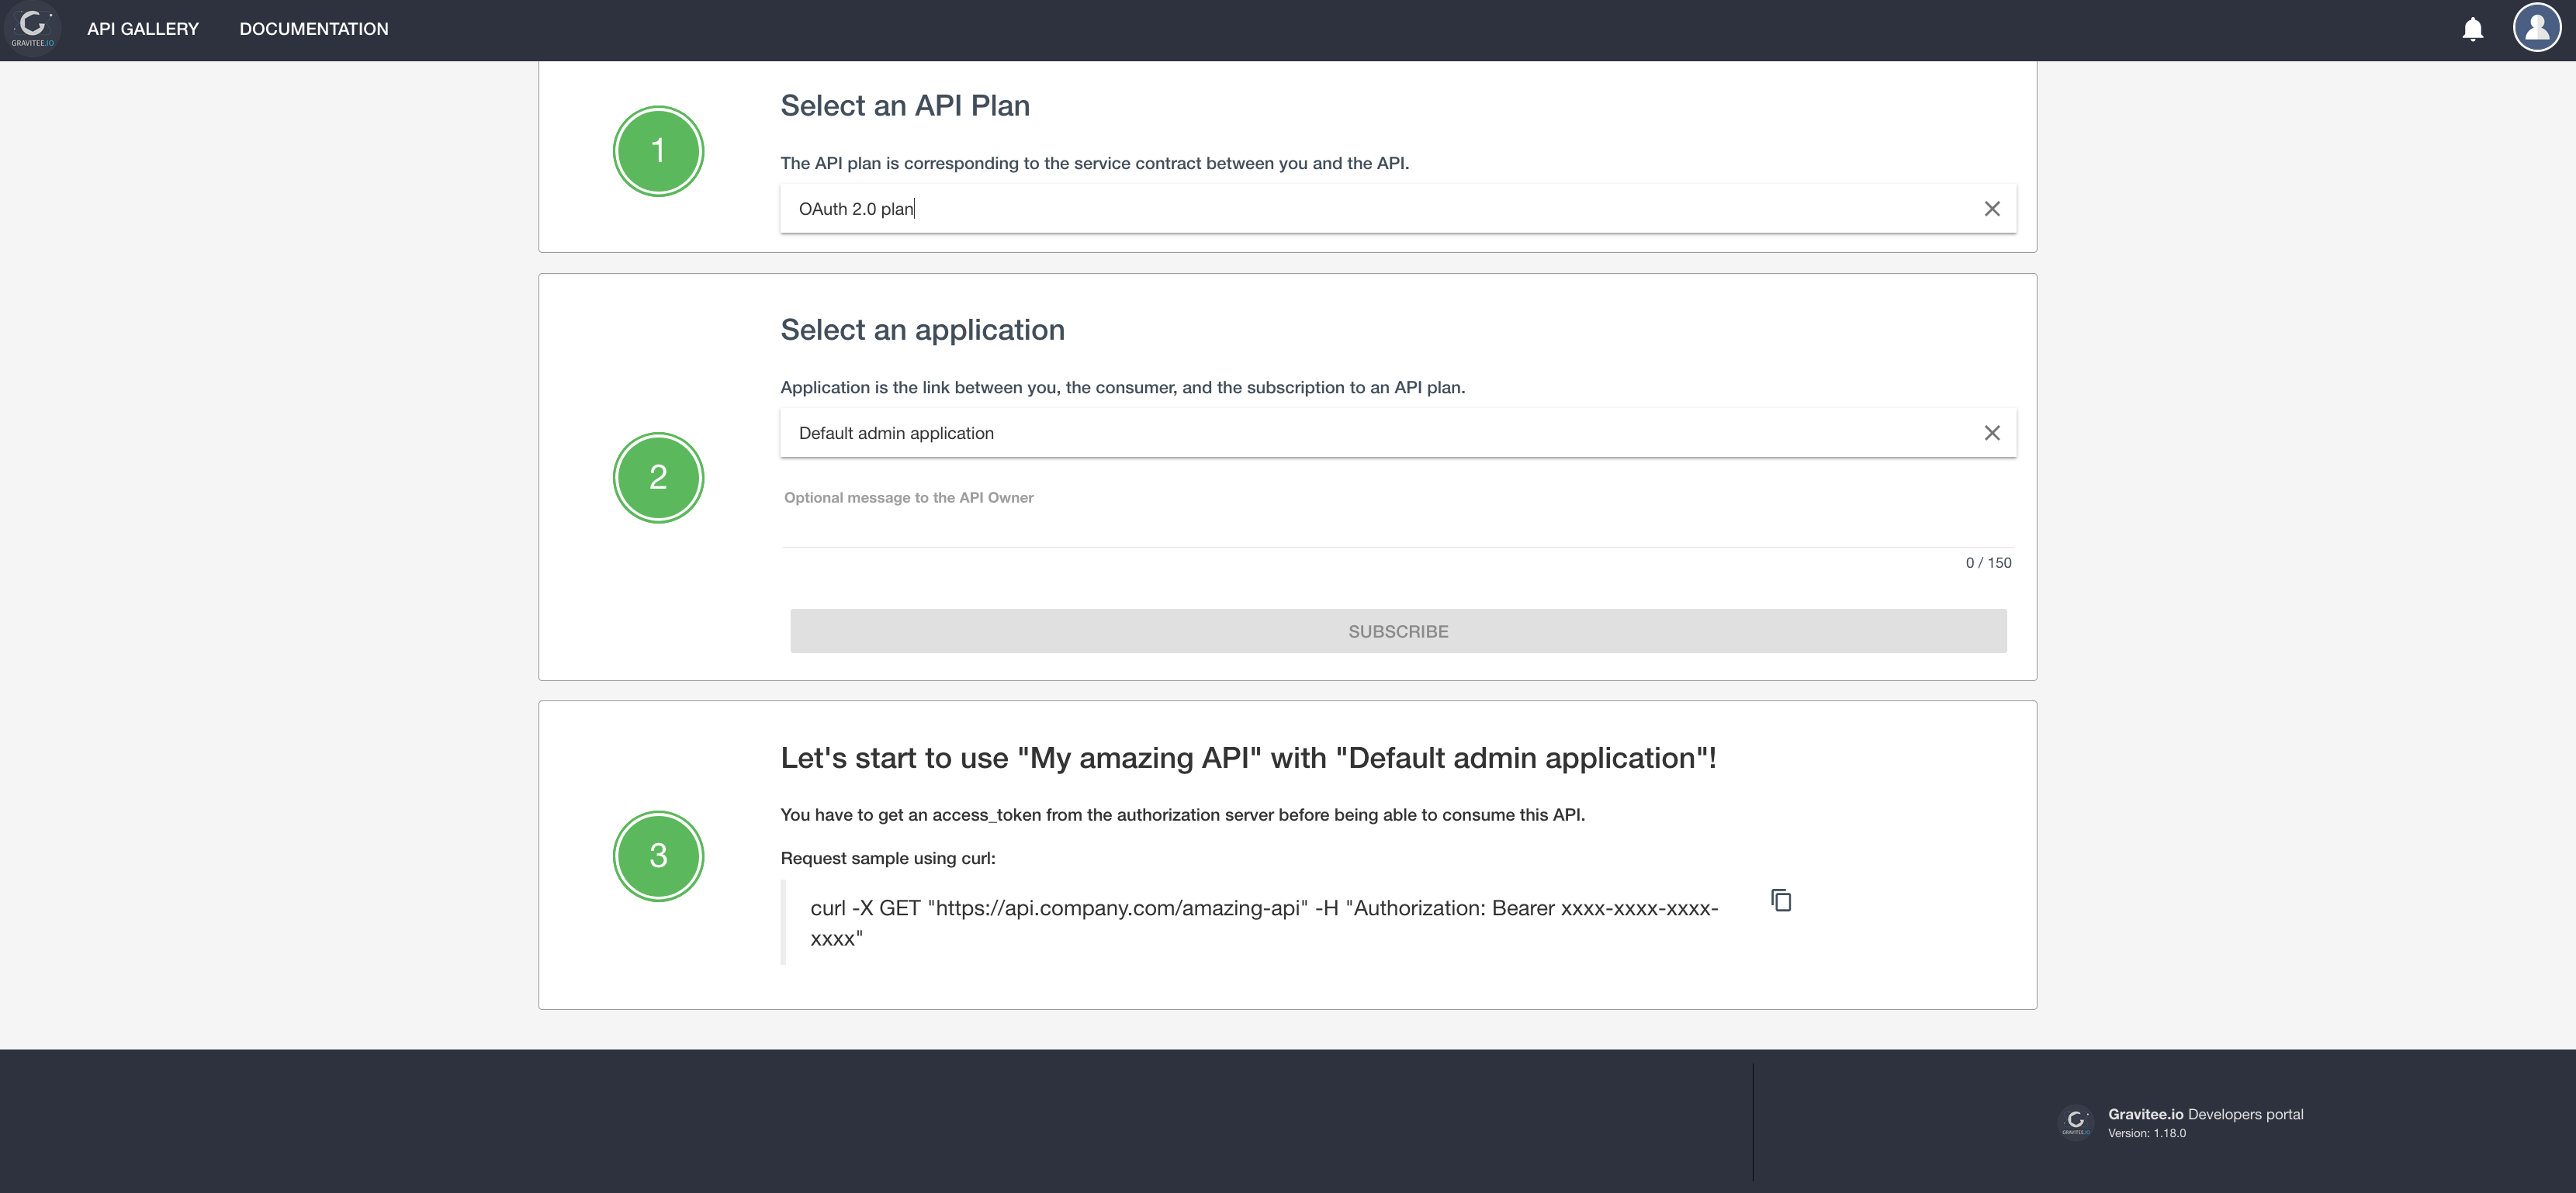 GRAVITEE.IO
API GALLERY
DOCUMENTATION
1
Select an API Plan
The API plan is corresponding to the service contract between you and the API.
OAuth 2.0 plan
2
Select an application
Application is the link between you, the consumer, and the subscription to an API plan.
Default admin application
Optional message to the API Owner
0 / 150
SUBSCRIBE
3
Let's start to use "My amazing API" with "Default admin application"!
You have to get an access_token from the authorization server before being able to consume this API.
Request sample using curl:
curl -X GET "https://api.company.com/amazing-api" -H "Authorization: Bearer xxxx-xxxx-xxxx-
xxxx"
GRAVITEE.IO
Gravitee.io Developers portal
Version: 1.18.0